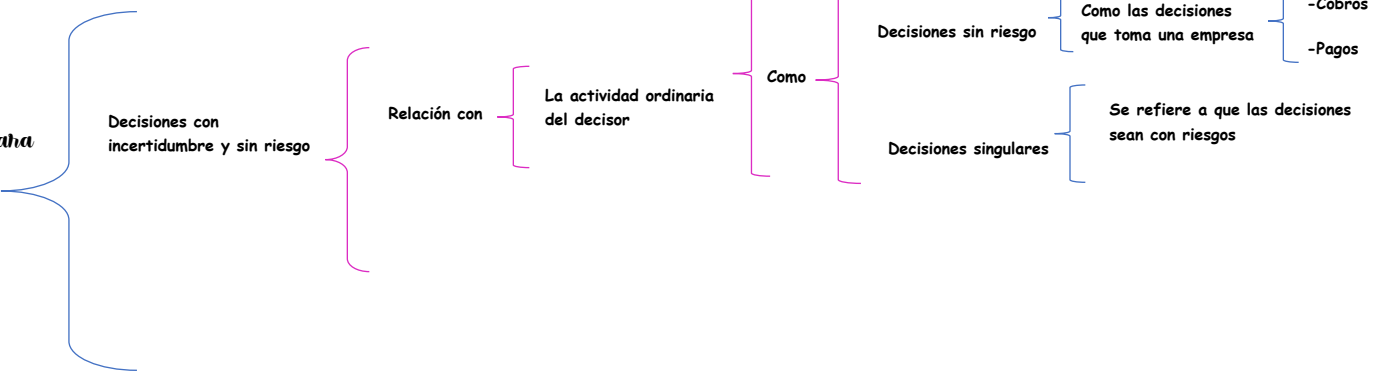 Decisiones con
incertidumbre y sin riesgo
Relación con
La actividad ordinaria
del decisor
Como
Decisiones sin riesgo
Como las decisiones
que toma una empresa
-Cobros
-Pagos
Decisiones singulares
Se refiere a que las decisiones
sean con riesgos